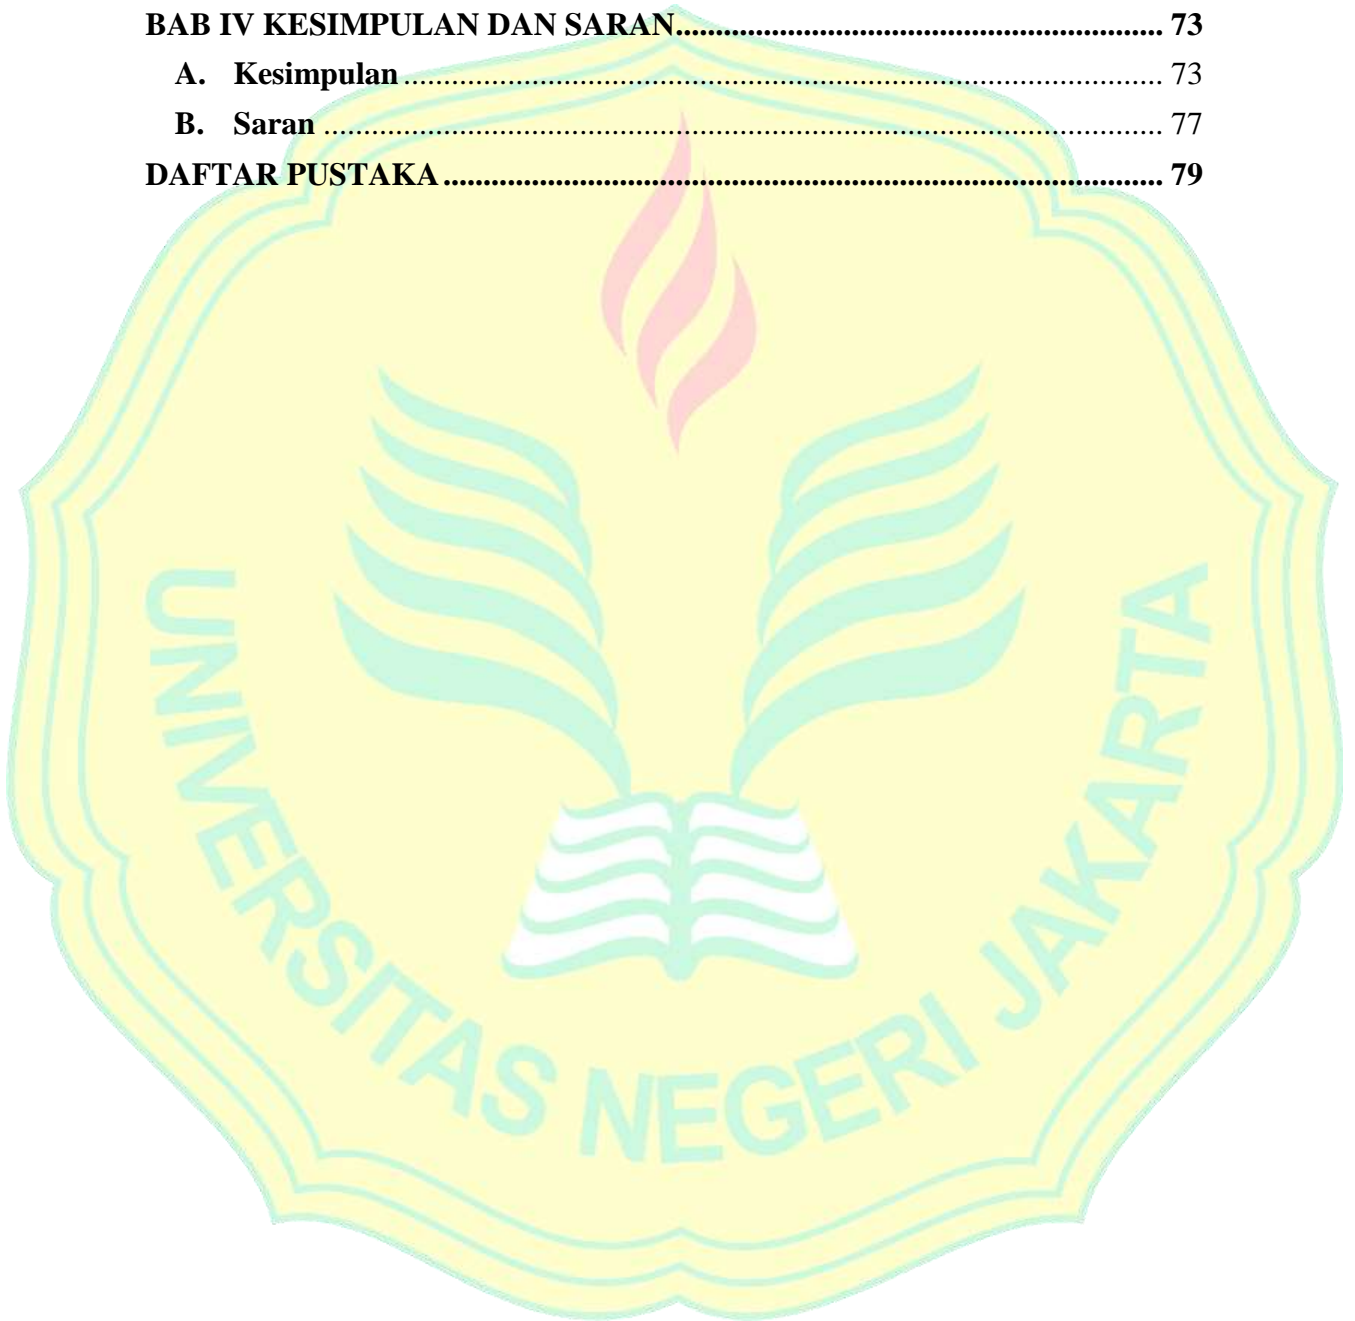 BAB IV KESIMPULAN DAN SARAN............................................................. 73
A. Kesimpulan................................................................................................ 73
B. Saran .......................................................................................................... 77
DAFTAR PUSTAKA ........................................................................................... 79
UNIVERSITAS NEGERI JAKARTA